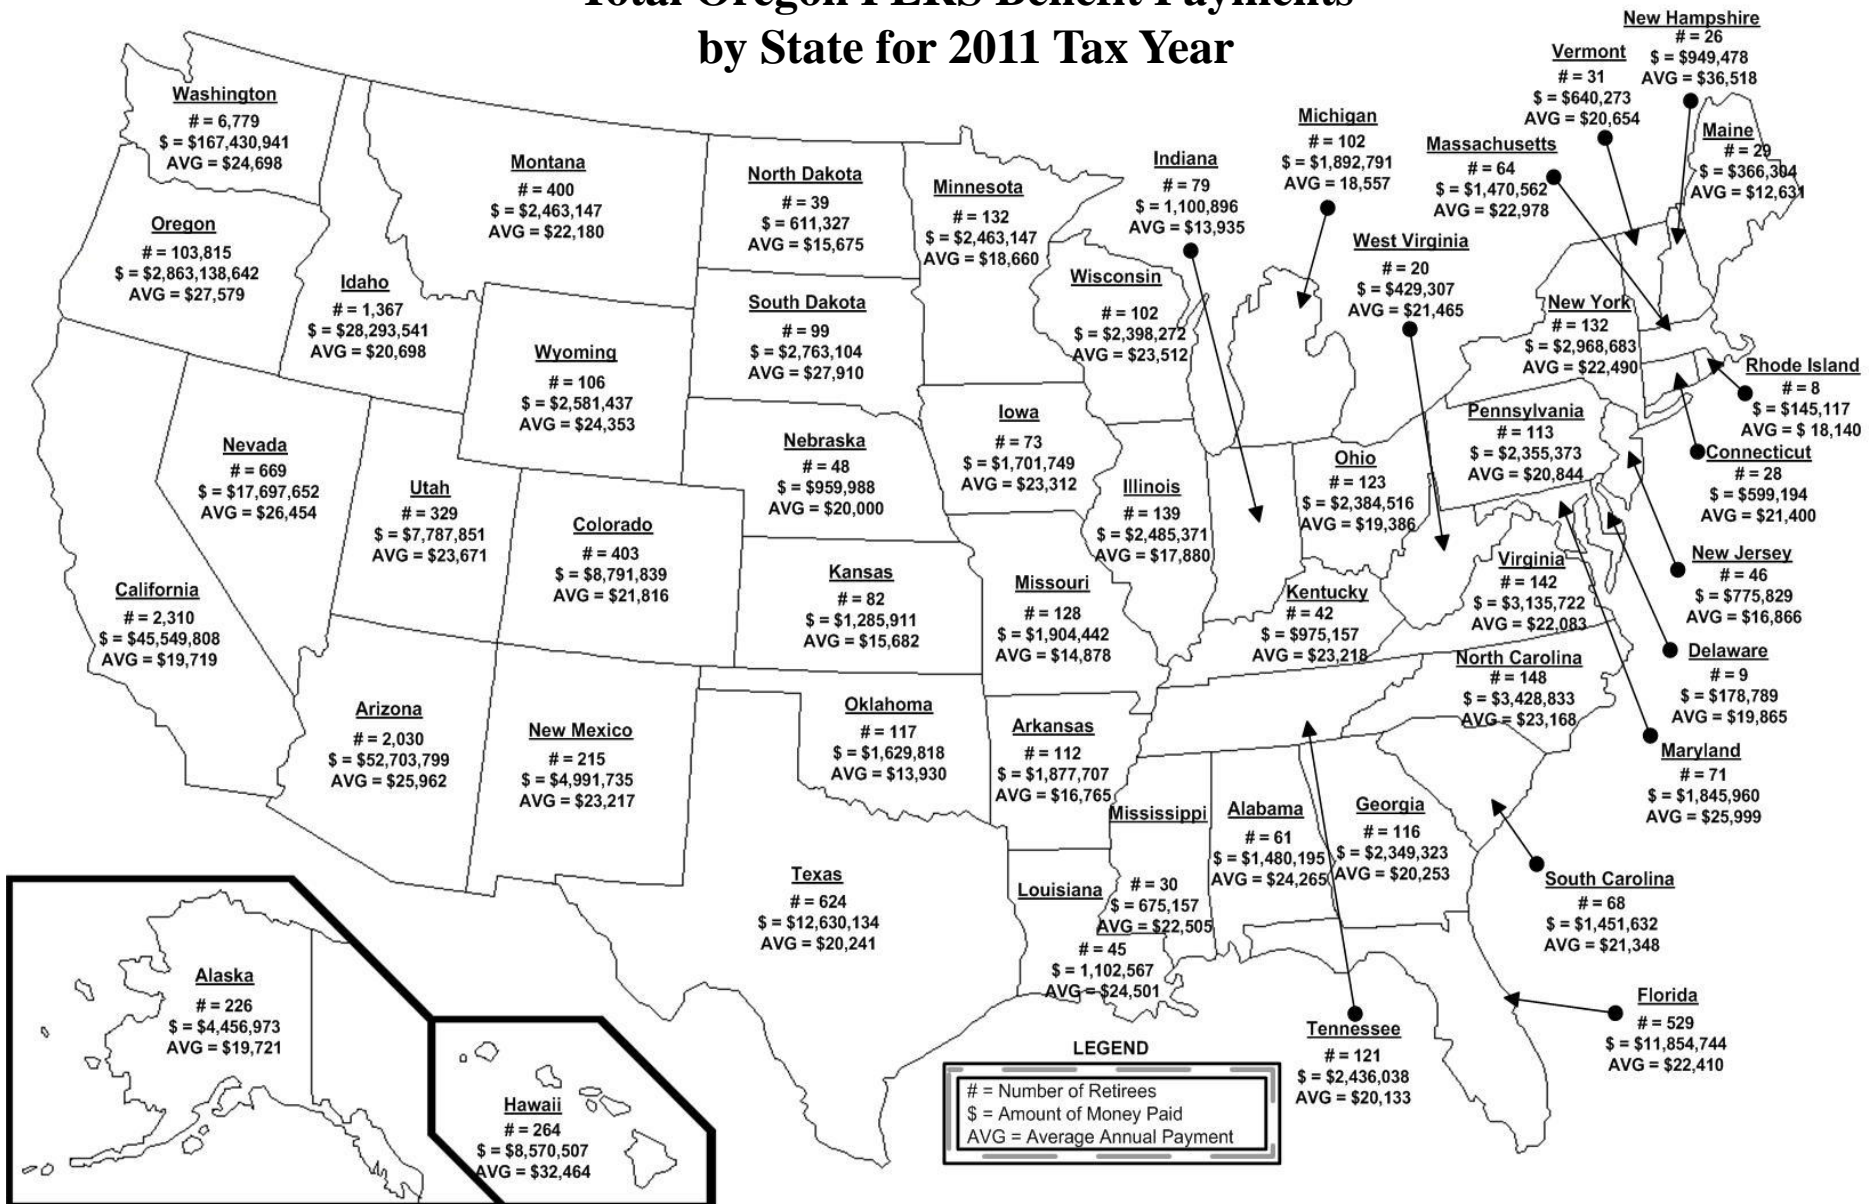 Total Oregon PERS Benefit Payments
by State for 2011 Tax Year
Washington
# = 6,779
$ = $167,430,941
AVG = $24,698
Oregon
# = 103,815
$ = $2,863,138,642
AVG = $27,579
Idaho
# = 1,367
$ = $28,293,541
AVG = $20,698
Montana
# = 400
$ = $2,463,147
AVG = $22,180
North Dakota
# = 39
$ = 611,327
AVG = $15,675
Minnesota
# = 132
$ = $2,463,147
AVG = $18,660
South Dakota
# = 99
$ = $2,763,104
AVG = $27,910
Wyoming
# = 106
$ = $2,581,437
AVG = $24,353
Wisconsin
# = 102
$ = $2,398,272
AVG = $23,512
Indiana
# = 79
$ = 1,100,896
AVG = $13,935
Michigan
# = 102
$ = $1,892,791
AVG = 18,557
West Virginia
# = 20
$ = $429,307
AVG = $21,465
Massachusetts
# = 64
$ = $1,470,562
AVG = $22,978
Vermont
# = 31
$ = $640,273
AVG = $20,654
New Hampshire
# = 26
$ = $949,478
AVG = $36,518
Maine
# = 29
$ = $366,304
AVG = $12,631
New York
# = 132
$ = $2,968,683
AVG = $22,490
Rhode Island
# = 8
$ = $145,117
AVG = $ 18,140
Connecticut
# = 28
$ = $599,194
AVG = $21,400
Pennsylvania
# = 113
$ = $2,355,373
AVG = $20,844
New Jersey
# = 46
$ = $775,829
AVG = $16,866
Delaware
# = 9
$ = $178,789
AVG = $19,865
Maryland
# = 71
$ = $1,845,960
AVG = $25,999
Nevada
# = 669
$ = $17,697,652
AVG = $26,454
Utah
# = 329
$ = $7,787,851
AVG = $23,671
Colorado
# = 403
$ = $8,791,839
AVG = $21,816
Nebraska
# = 48
$ = $959,988
AVG = $20,000
Iowa
# = 73
$ = $1,701,749
AVG = $23,312
Illinois
# = 139
$ = $2,485,371
AVG = $17,880
Ohio
# = 123
$ = $2,384,516
AVG = $19,386
Virginia
# = 142
$ = $3,135,722
AVG = $22,083
Kentucky
# = 42
$ = $975,157
AVG = $23,218
North Carolina
# = 148
$ = $3,428,833
AVG = $23,168
California
# = 2,310
$ = $45,549,808
AVG = $19,719
Kansas
# = 82
$ = $1,285,911
AVG = $15,682
Missouri
# = 128
$ = $1,904,442
AVG = $14,878
Arizona
# = 2,030
$ = $52,703,799
AVG = $25,962
New Mexico
# = 215
$ = $4,991,735
AVG = $23,217
Oklahoma
# = 117
$ = $1,629,818
AVG = $13,930
Arkansas
# = 112
$ = $1,877,707
AVG = $16,765
Mississippi
# = 30
$ = 675,157
AVG = $22,505
Alabama
# = 61
$ = $1,480,195
AVG = $24,265
Georgia
# = 116
$ = $2,349,323
AVG = $20,253
South Carolina
# = 68
$ = $1,451,632
AVG = $21,348
Texas
# = 624
$ = $12,630,134
AVG = $20,241
Louisiana
# = 45
$ = 1,102,567
AVG = $24,501
Florida
# = 529
$ = $11,854,744
AVG = $22,410
Tennessee
# = 121
$ = $2,436,038
AVG = $20,133
Alaska
# = 226
$ = $4,456,973
AVG = $19,721
Hawaii
# = 264
$ = $8,570,507
AVG = $32,464
LEGEND
# = Number of Retirees
$ = Amount of Money Paid
AVG = Average Annual Payment